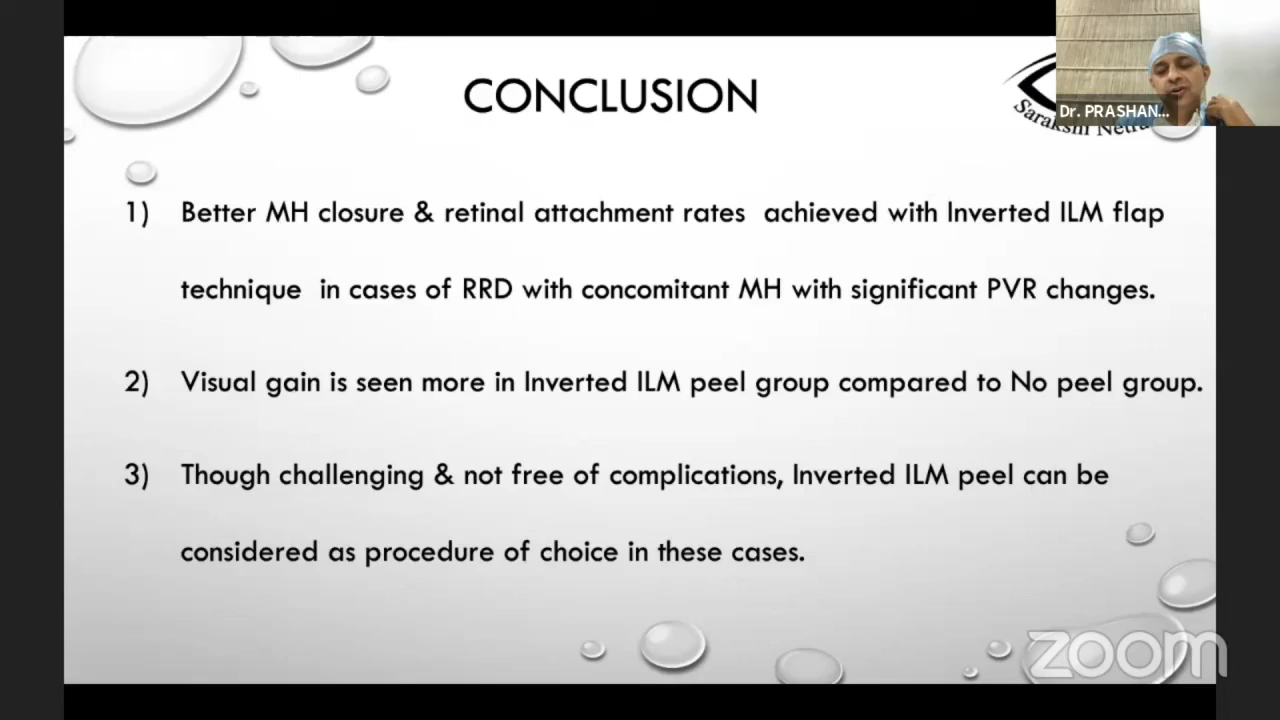 CONCLUSION
Dr. PRASHAN...
Sarakshi Netra
1) Better MH closure & retinal attachment rates achieved with Inverted ILM flap
technique in cases of RRD with concomitant MH with significant PVR changes.
2) Visual gain is seen more in Inverted ILM peel group compared to No peel group.
3) Though challenging & not free of complications, Inverted ILM peel can be
considered as procedure of choice in these cases.
zoom